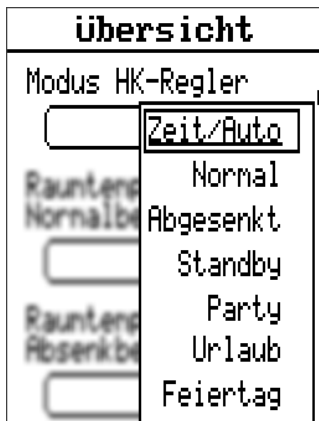 übersicht
Modus HK-Regler
Zeit/Auto
Normal
Abgesenkt
Standby
Party
Urlaub
Feiertag